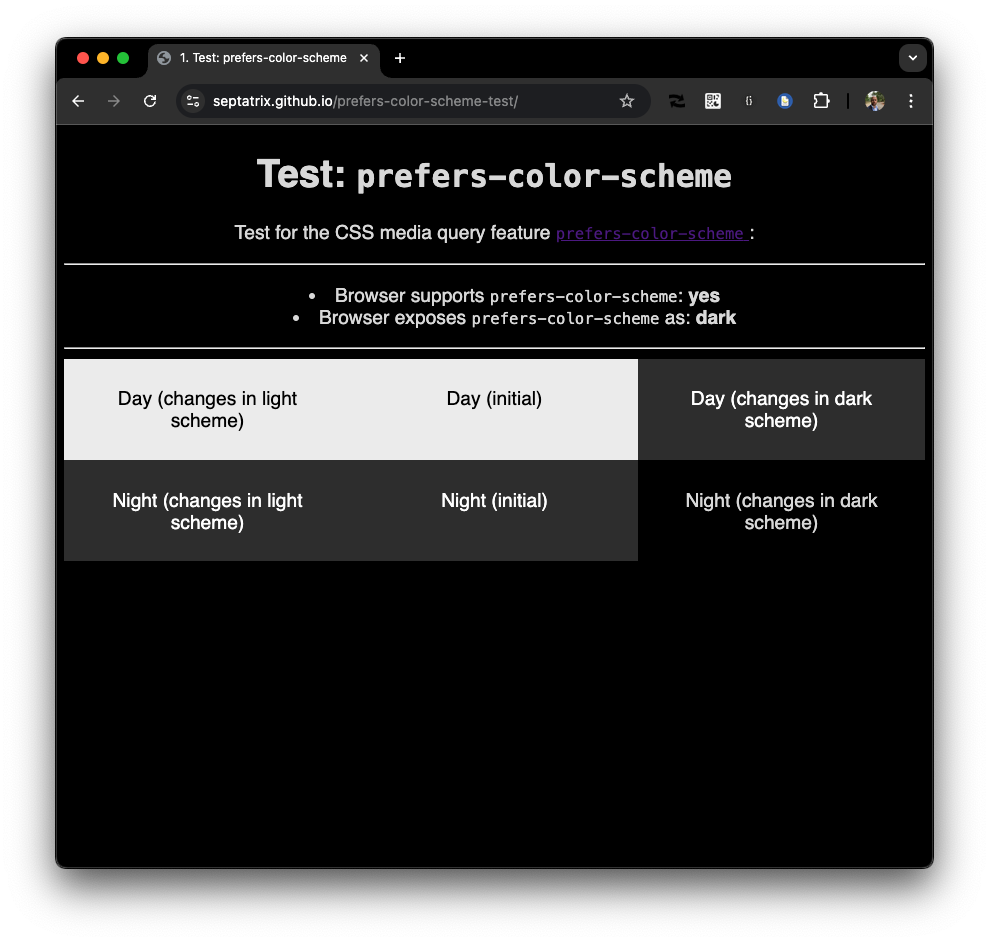 1. Test: prefers-color-scheme
septatrix.github.io/prefers-color-scheme-test/
Test: prefers-color-scheme
Test for the CSS media query feature prefers-color-scheme :
• Browser supports prefers-color-scheme: yes
• Browser exposes prefers-color-scheme as: dark
Day (changes in light
scheme)
Day (initial)
Day (changes in dark
scheme)
Night (changes in light
scheme)
Night (initial)
Night (changes in dark
scheme)